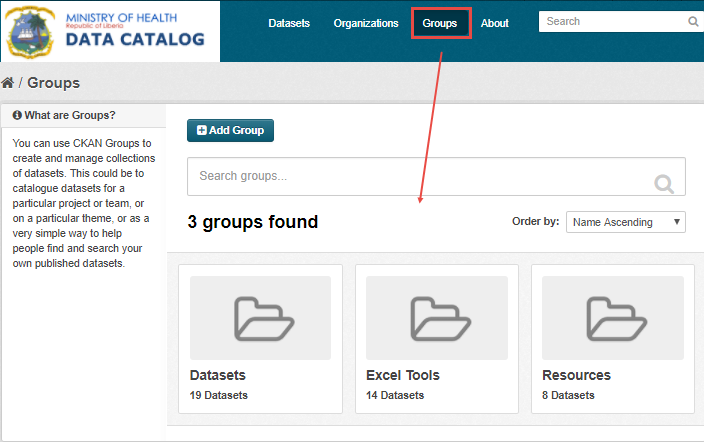 MINISTRY OF HEALTH
Republic of Liberia
DATA CATALOG
Datasets Organizations Groups About Search
/ Groups
What are Groups?
You can use CKAN Groups to
create and manage collections
of datasets. This could be to
catalogue datasets for a
particular project or team, or
on a particular theme, or as a
very simple way to help
people find and search your
own published datasets.
Add Group
Search groups...
3 groups found
Order by: Name Ascending
Datasets
19 Datasets
Excel Tools
14 Datasets
Resources
8 Datasets